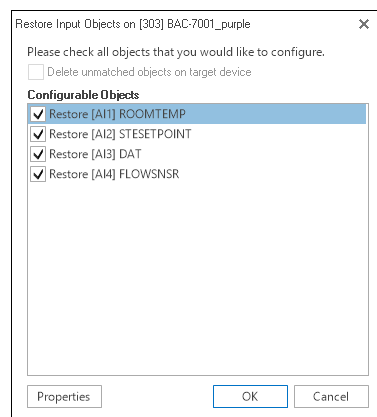 Restore Input Objects on [303] BAC-7001_purple
Please check all objects that you would like to configure.
Delete unmatched objects on target device
Configurable Objects
Restore [AI1] ROOMTEMP
Restore [AI2] STESETPOINT
Restore [AI3] DAT
Restore [AI4] FLOWSNSR
Properties OK Cancel